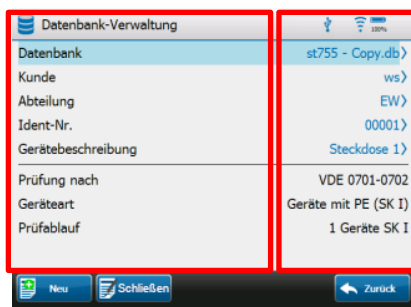 Datenbank-Verwaltung 100%
Datenbank st755 - Copy.db>
Kunde ws>
Abteilung EW>
Ident-Nr. 00001>
Gerätebeschreibung Steckdose 1>
Prüfung nach VDE 0701-0702
Geräteart Geräte mit PE (SK I)
Prüfablauf 1 Geräte SK I
Neu Schließen Zurück